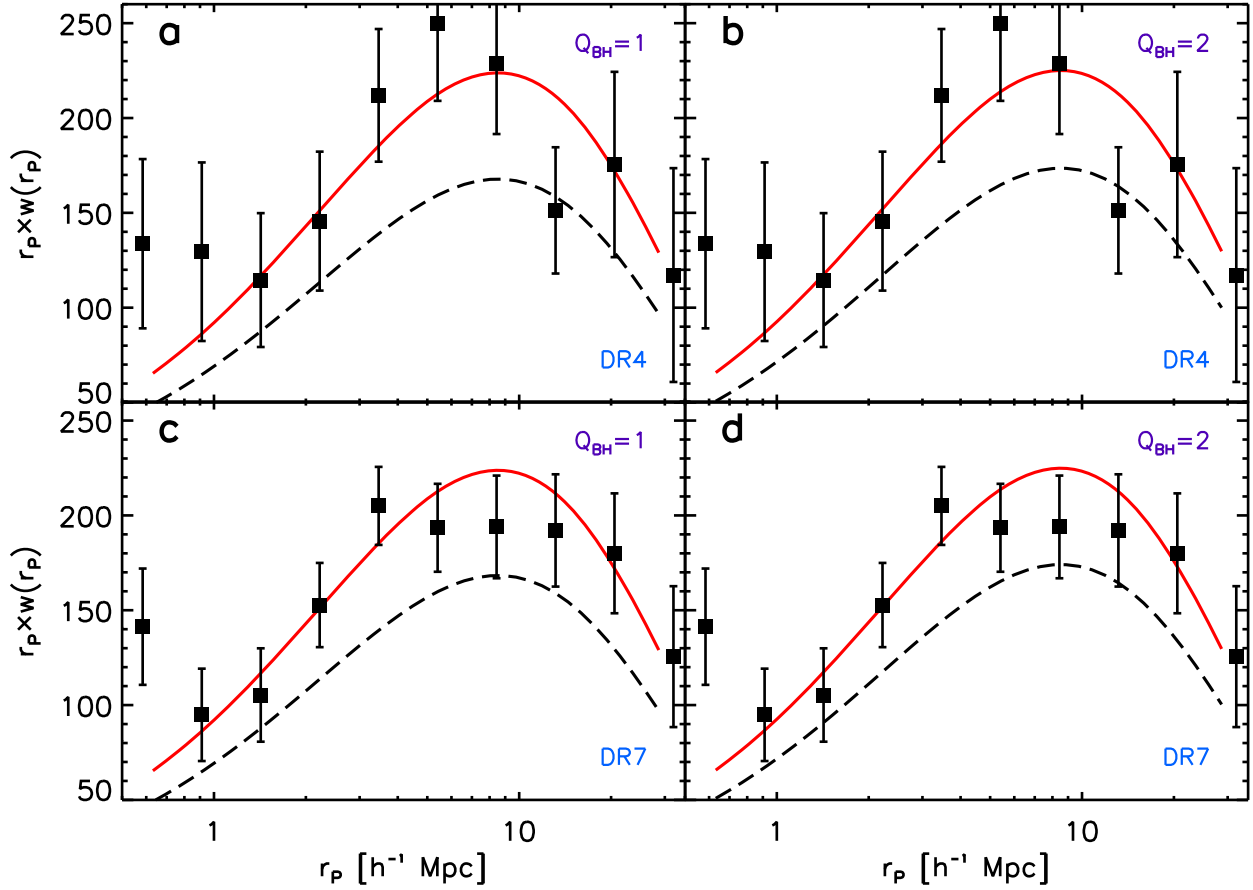 a
Q_BH=1
b
Q_BH=2
250
200
150
100
50
r_P×w(r_P)
DR4
DR4
c
Q_BH=1
d
Q_BH=2
250
200
150
100
50
r_P×w(r_P)
DR7
DR7
1
10
1
10
r_P [h⁻¹ Mpc]
r_P [h⁻¹ Mpc]